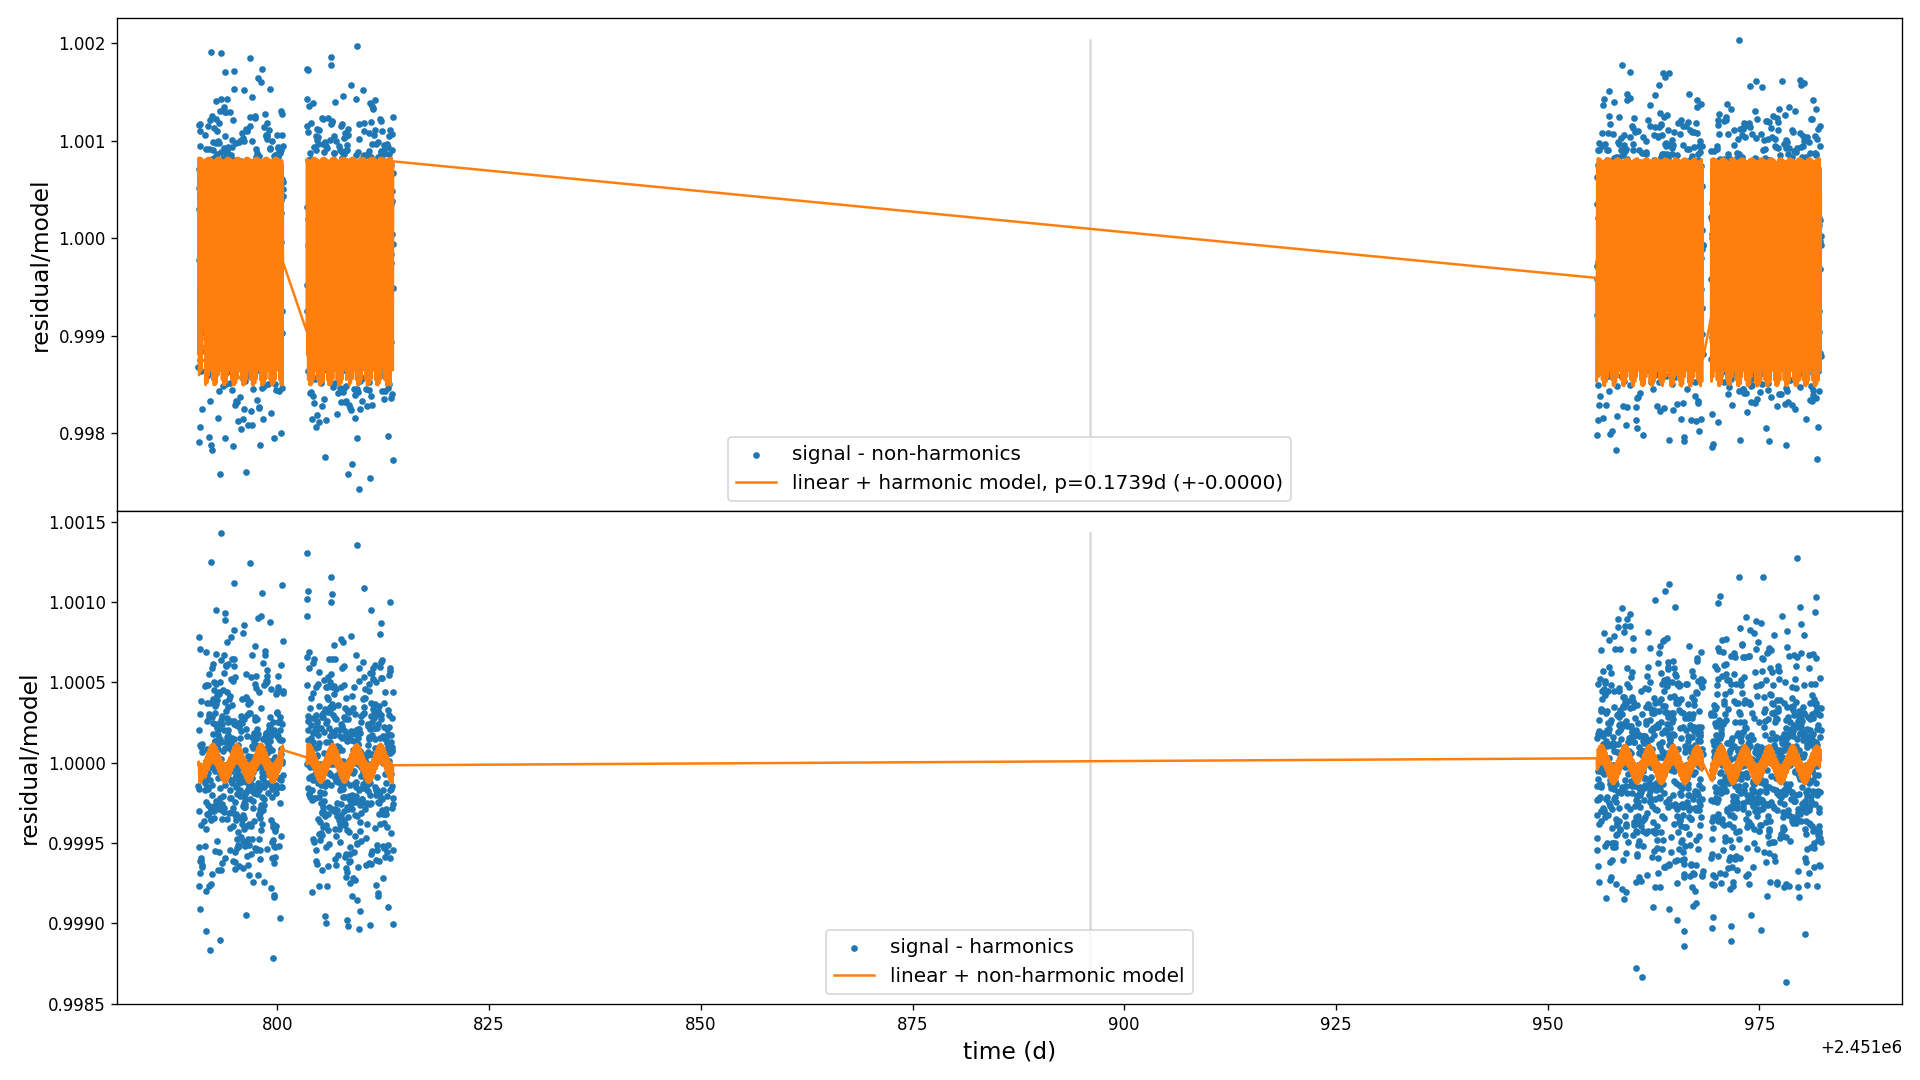 1.002
1.001
1.000
0.999
0.998
residual/model
signal - non-harmonics
linear + harmonic model, p=0.1739d (+-0.0000)
1.0015
1.0010
1.0005
1.0000
0.9995
0.9990
0.9985
residual/model
signal - harmonics
linear + non-harmonic model
800 825 850 875 900 925 950 975
time (d)
+2.451e6